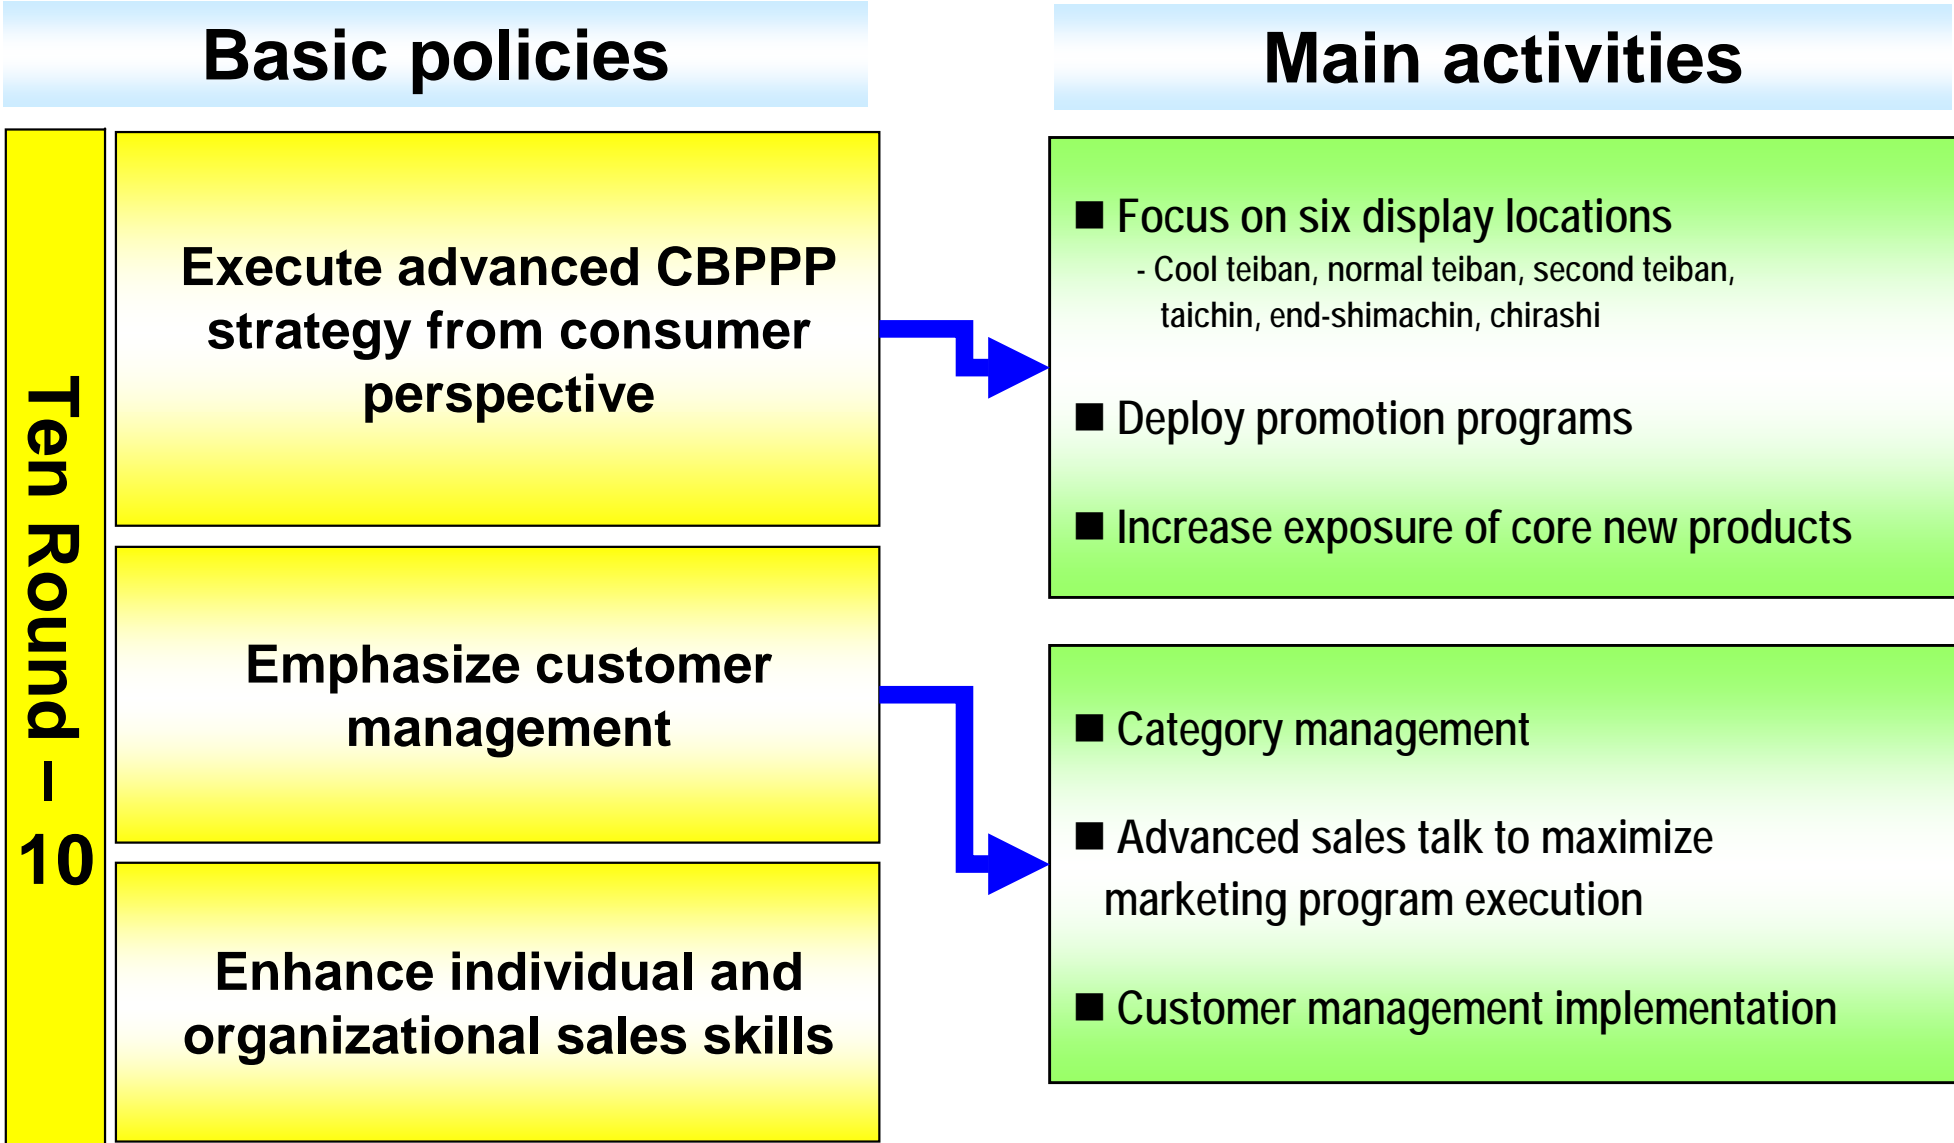 Basic policies
Main activities
Ten Round – 10
Execute advanced CBPPP
strategy from consumer
perspective
Emphasize customer
management
Enhance individual and
organizational sales skills
■ Focus on six display locations
- Cool teiban, normal teiban, second teiban,
taichin, end-shimachin, chirashi
■ Deploy promotion programs
■ Increase exposure of core new products
■ Category management
■ Advanced sales talk to maximize
marketing program execution
■ Customer management implementation